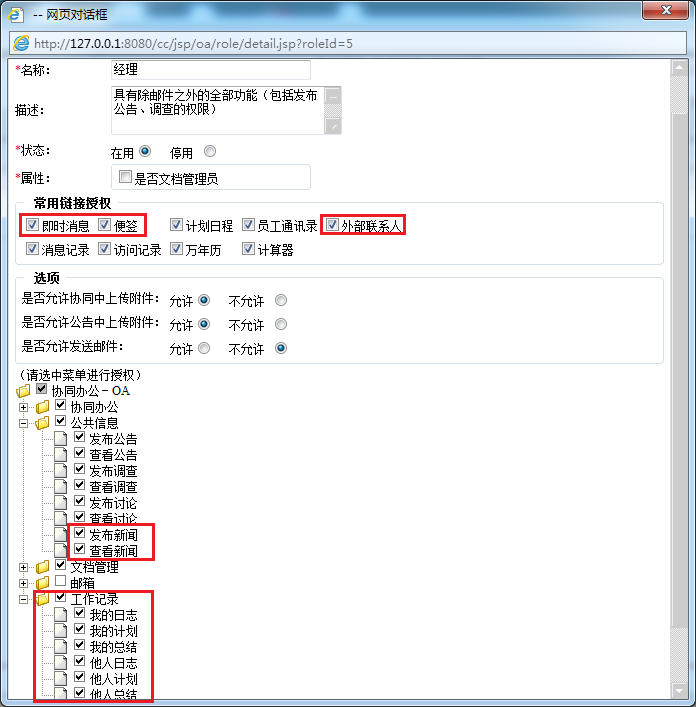 -- 网页对话框
http://127.0.0.1:8080/cc/jsp/oa/role/detail.jsp?roleId=5
*名称: 经理
描述: 具有除邮件之外的全部功能（包括发布
公告、调查的权限）
*状态: 在用 停用
*属性: 是否文档管理员
常用链接授权
即时消息 便签 计划日程 员工通讯录 外部联系人
消息记录 访问记录 万年历 计算器
选项
是否允许协同中上传附件: 允许 不允许
是否允许公告中上传附件: 允许 不允许
是否允许发送邮件: 允许 不允许
（请选中菜单进行授权）
协同办公－OA
协同办公
公共信息
发布公告
查看公告
发布调查
查看调查
发布讨论
查看讨论
发布新闻
查看新闻
文档管理
邮箱
工作记录
我的日志
我的计划
我的总结
他人日志
他人计划
他人总结